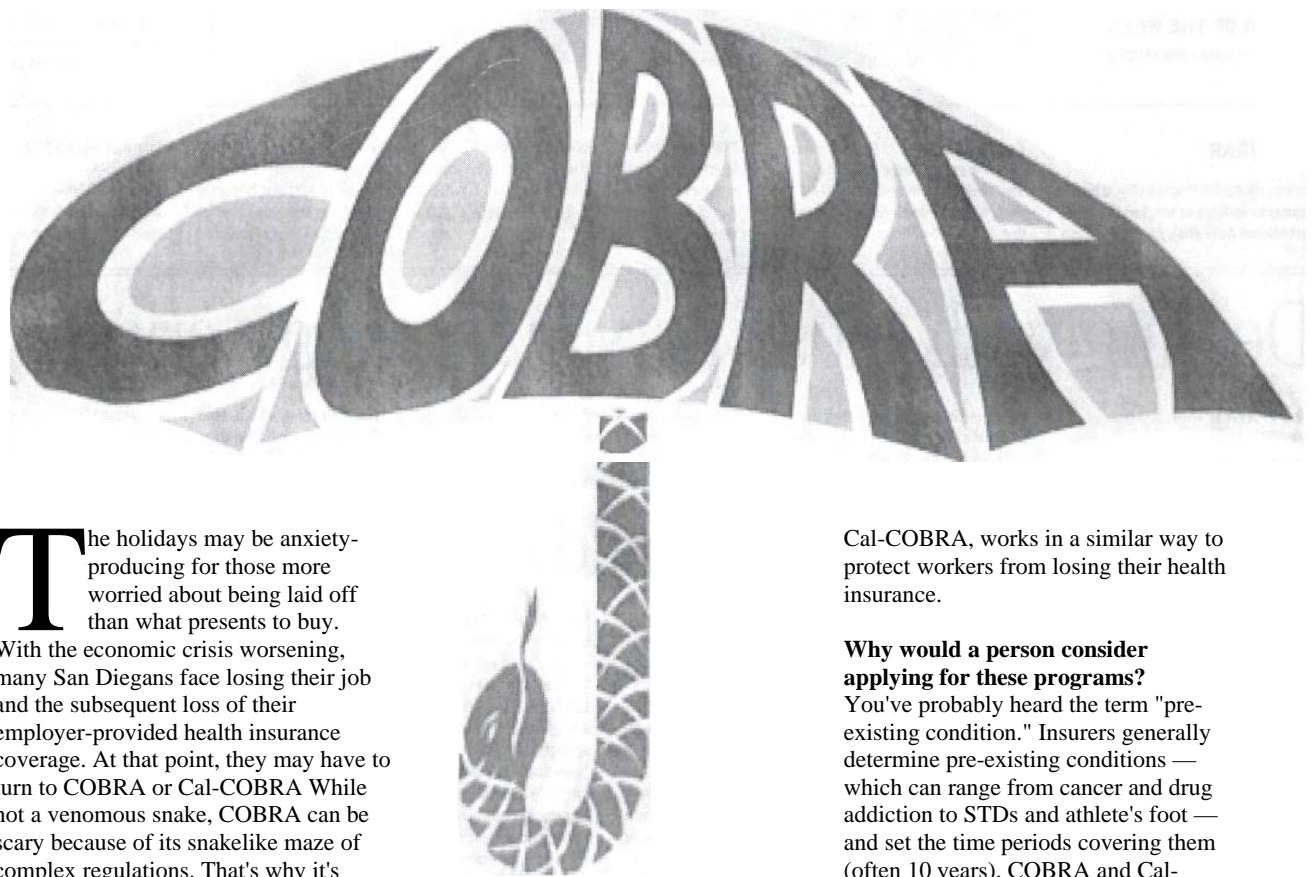 COBRA
The holidays may be anxiety-
producing for those more
worried about being laid off
than what presents to buy.
With the economic crisis worsening,
many San Diegans face losing their job
and the subsequent loss of their
employer-provided health insurance
coverage. At that point, they may have to
turn to COBRA or Cal-COBRA While
not a venomous snake, COBRA can be
scary because of its snakelike maze of
complex regulations. That's why it's
Cal-COBRA, works in a similar way to
protect workers from losing their health
insurance.
Why would a person consider
applying for these programs?
You've probably heard the term "pre-
existing condition." Insurers generally
determine pre-existing conditions —
which can range from cancer and drug
addiction to STDs and athlete's foot —
and set the time periods covering them
(often 10 years). COBRA and Cal-